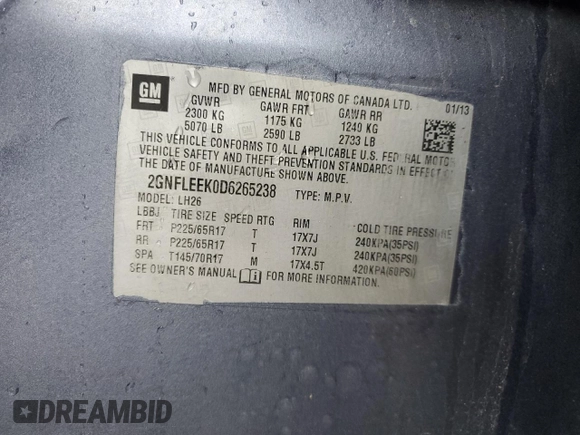 GM
MFD BY GENERAL MOTORS OF CANADA LTD. 01/13
GVWR GAWR FRT GAWR RR
2300 KG 1175 KG 1240 KG
5070 LB 2590 LB 2733 LB
THIS VEHICLE CONFORMS TO ALL APPLICABLE U.S. FEDERAL MOTOR
VEHICLE SAFETY AND THEFT PREVENTION STANDARDS IN EFFECT ON
THE DATE OF MANUFACTURE SHOWN ABOVE.
2GNFLEEK0D6265238 TYPE: M.P.V.
MODEL: LH26
LBBJ TIRE SIZE SPEED RTG RIM COLD TIRE PRESSURE
FRT P225/65R17 T 17X7J 240KPA(35PSI)
RR P225/65R17 T 17X7J 240KPA(35PSI)
SPA T145/70R17 M 17X4.5T 420KPA(60PSI)
SEE OWNER'S MANUAL FOR MORE INFORMATION.
DREAMBID